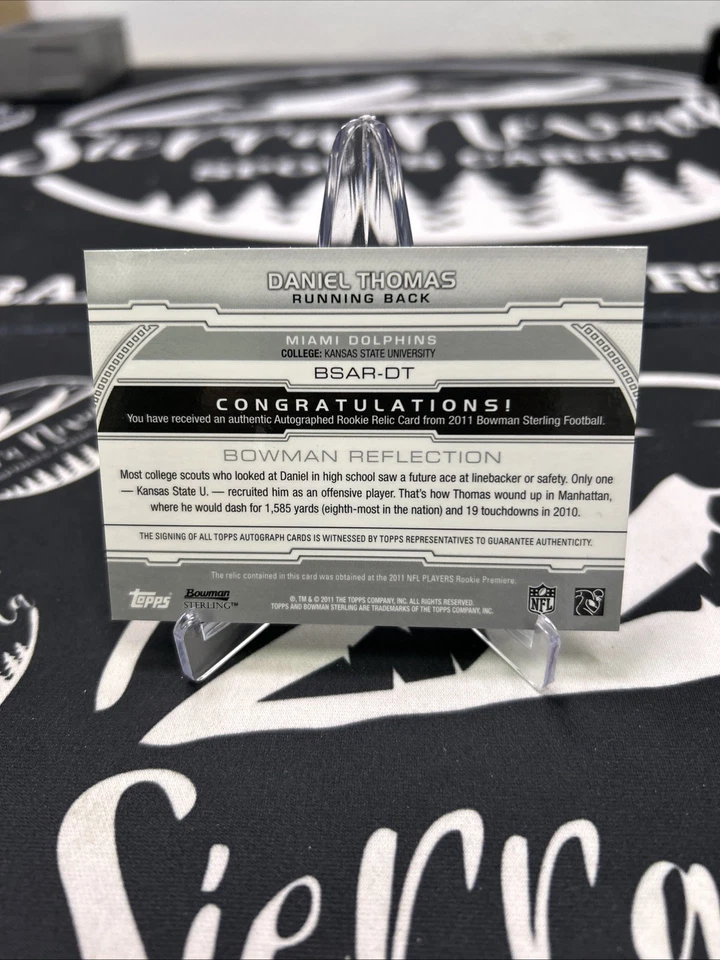 Sierra Nevada
SPORTS CARDS
DANIEL THOMAS
RUNNING BACK
MIAMI DOLPHINS
COLLEGE: KANSAS STATE UNIVERSITY
BSAR-DT
CONGRATULATIONS!
You have received an authentic Autographed Rookie Relic Card from 2011 Bowman Sterling Football.
BOWMAN REFLECTION
Most college scouts who looked at Daniel in high school saw a future ace at linebacker or safety. Only one
— Kansas State U. — recruited him as an offensive player. That's how Thomas wound up in Manhattan,
where he would dash for 1,585 yards (eighth-most in the nation) and 19 touchdowns in 2010.
THE SIGNING OF ALL TOPPS AUTOGRAPH CARDS IS WITNESSED BY TOPPS REPRESENTATIVES TO GUARANTEE AUTHENTICITY.
The relic contained in this card was obtained at the 2011 NFL PLAYERS Rookie Premiere.
Topps
Bowman
STERLING™
®, TM & © 2011 THE TOPPS COMPANY, INC. ALL RIGHTS RESERVED.
TOPPS AND BOWMAN STERLING ARE TRADEMARKS OF THE TOPPS COMPANY, INC.
NFL
Sierra